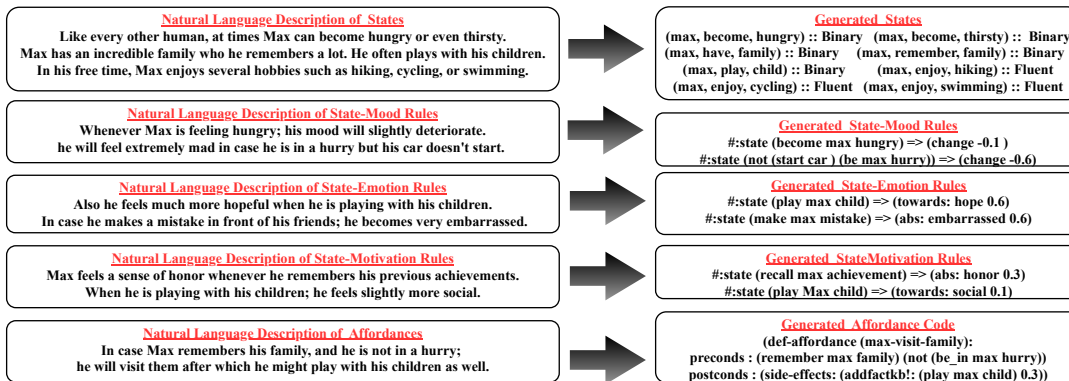 Natural Language Description of States
Like every other human, at times Max can become hungry or even thirsty.
Max has an incredible family who he remembers a lot. He often plays with his children.
In his free time, Max enjoys several hobbies such as hiking, cycling, or swimming.
Generated States
(max, become, hungry) :: Binary (max, become, thirsty) :: Binary
(max, have, family) :: Binary (max, remember, family) :: Binary
(max, play, child) :: Binary (max, enjoy, hiking) :: Fluent
(max, enjoy, cycling) :: Fluent (max, enjoy, swimming) :: Fluent
Natural Language Description of State-Mood Rules
Whenever Max is feeling hungry; his mood will slightly deteriorate.
he will feel extremely mad in case he is in a hurry but his car doesn't start.
Generated State-Mood Rules
#:state (become max hungry) => (change -0.1 )
#:state (not (start car ) (be max hurry)) => (change -0.6)
Natural Language Description of State-Emotion Rules
Also he feels much more hopeful when he is playing with his children.
In case he makes a mistake in front of his friends; he becomes very embarrassed.
Generated State-Emotion Rules
#:state (play max child) => (towards: hope 0.6)
#:state (make max mistake) => (abs: embarrassed 0.6)
Natural Language Description of State-Motivation Rules
Max feels a sense of honor whenever he remembers his previous achievements.
When he is playing with his children; he feels slightly more social.
Generated StateMotivation Rules
#:state (recall max achievement) => (abs: honor 0.3)
#:state (play Max child) => (towards: social 0.1)
Natural Language Description of Affordances
In case Max remembers his family, and he is not in a hurry;
he will visit them after which he might play with his children as well.
Generated Affordance Code
(def-affordance (max-visit-family):
preconds : (remember max family) (not (be_in max hurry))
postconds : (side-effects: (addfactkb!: (play max child) 0.3))